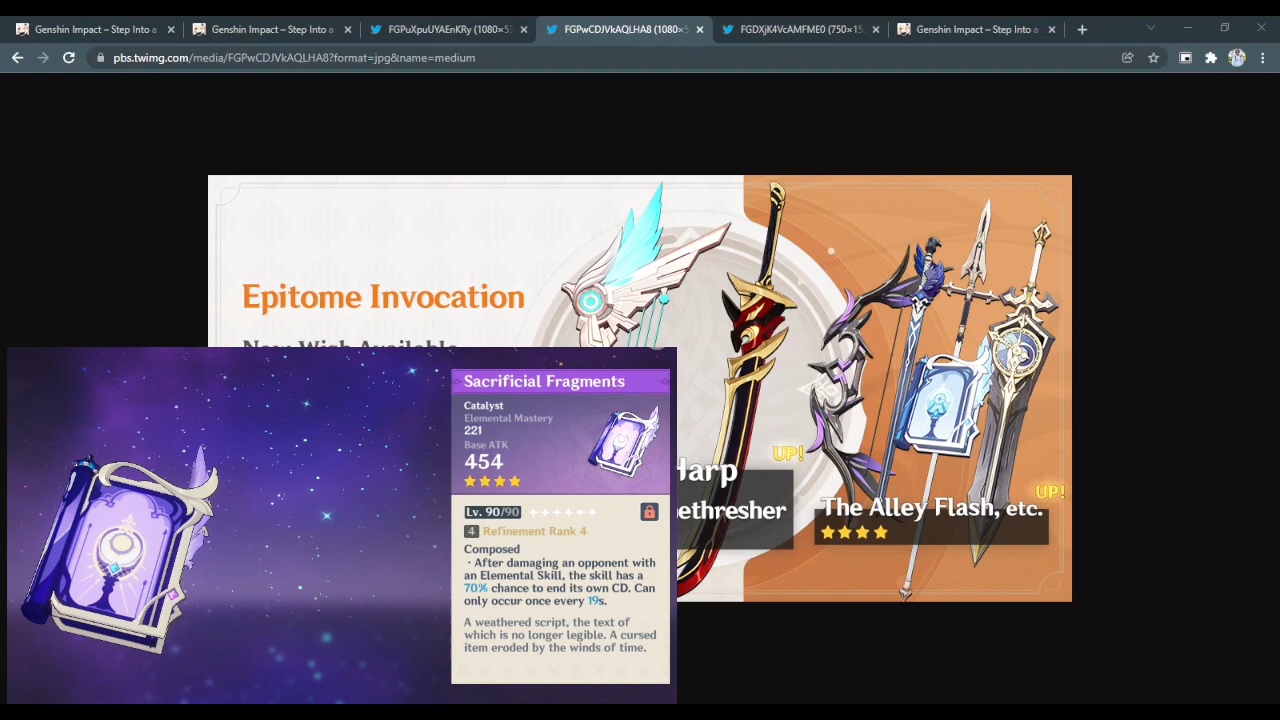 Genshin Impact – Step Into a
Genshin Impact – Step Into a
FGPuXpuUYAEnKRy (1080×5
FGPwCDJVkAQLHA8 (1080×5
FGDXjK4VcAMFME0 (750×15
Genshin Impact – Step Into a
pbs.twimg.com/media/FGPwCDJVkAQLHA8?format=jpg&name=medium
Epitome Invocation
New Wish Available
Harp
UP!
ethresher
The Alley Flash, etc.
UP!
Sacrificial Fragments
Catalyst
Elemental Mastery
221
Base ATK
454
Lv. 90/90
4 Refinement Rank 4
Composed
· After damaging an opponent with
an Elemental Skill, the skill has a
70% chance to end its own CD. Can
only occur once every 19s.
A weathered script, the text of
which is no longer legible. A cursed
item eroded by the winds of time.